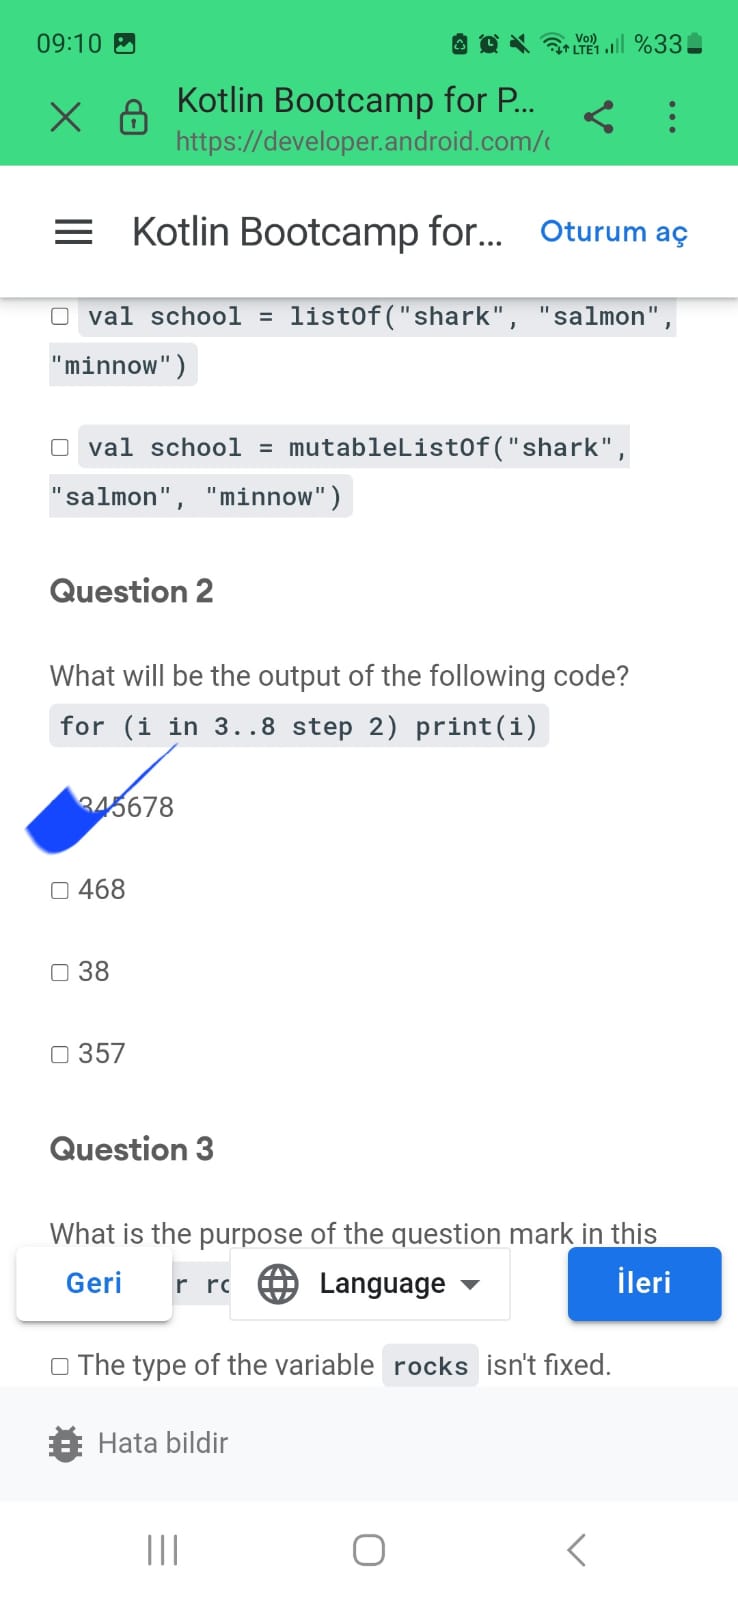 09:10
Vo)) LTE1 %33
Kotlin Bootcamp for P...
https://developer.android.com/
Kotlin Bootcamp for...
Oturum aç
val school = listOf("shark", "salmon",
"minnow")
val school = mutableListOf("shark",
"salmon", "minnow")
Question 2
What will be the output of the following code?
for (i in 3..8 step 2) print(i)
345678
468
38
357
Question 3
What is the purpose of the question mark in this
Geri
r ro
Language
İleri
The type of the variable rocks isn't fixed.
Hata bildir